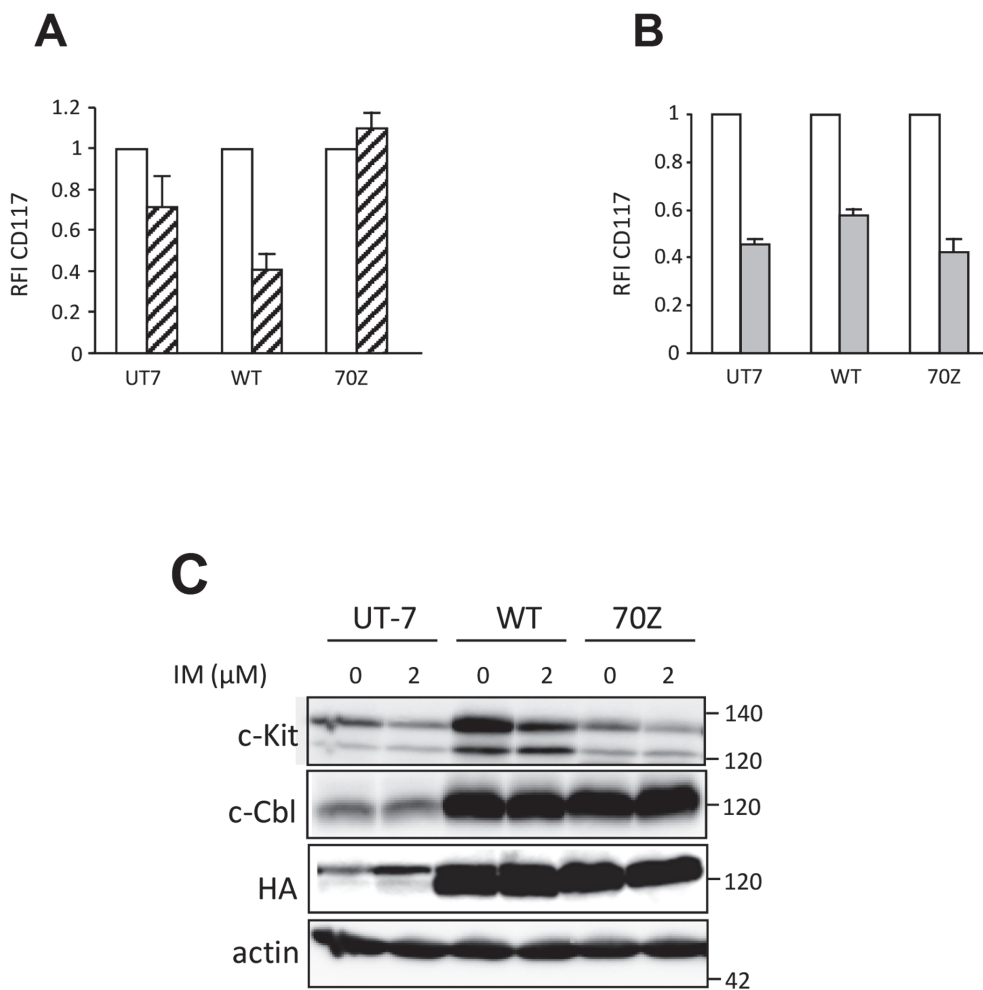 A
B
1.2
1
0.8
0.6
0.4
0.2
0
RFI CD117
UT7 WT 70Z
1
0.8
0.6
0.4
0.2
0
RFI CD117
UT7 WT 70Z
C
UT-7 WT 70Z
IM (µM) 0 2 0 2 0 2
c-Kit
140
120
c-Cbl
120
HA
120
actin
42